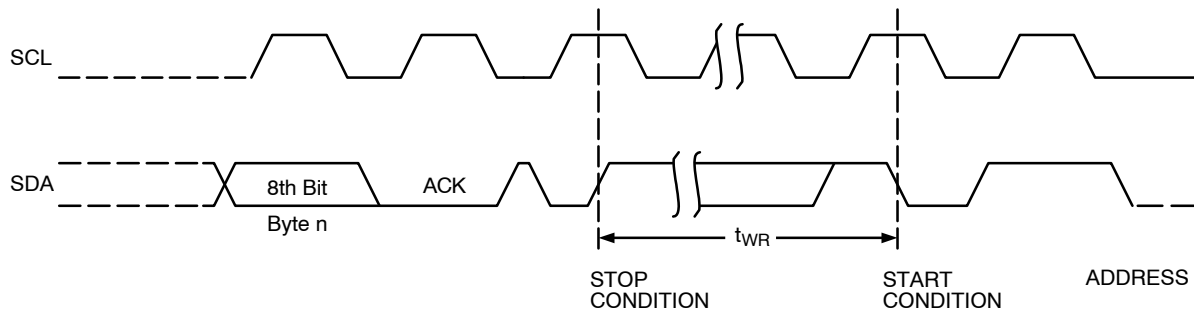 SCL
SDA
8th Bit
ACK
Byte n
tWR
STOP
CONDITION
START
CONDITION
ADDRESS